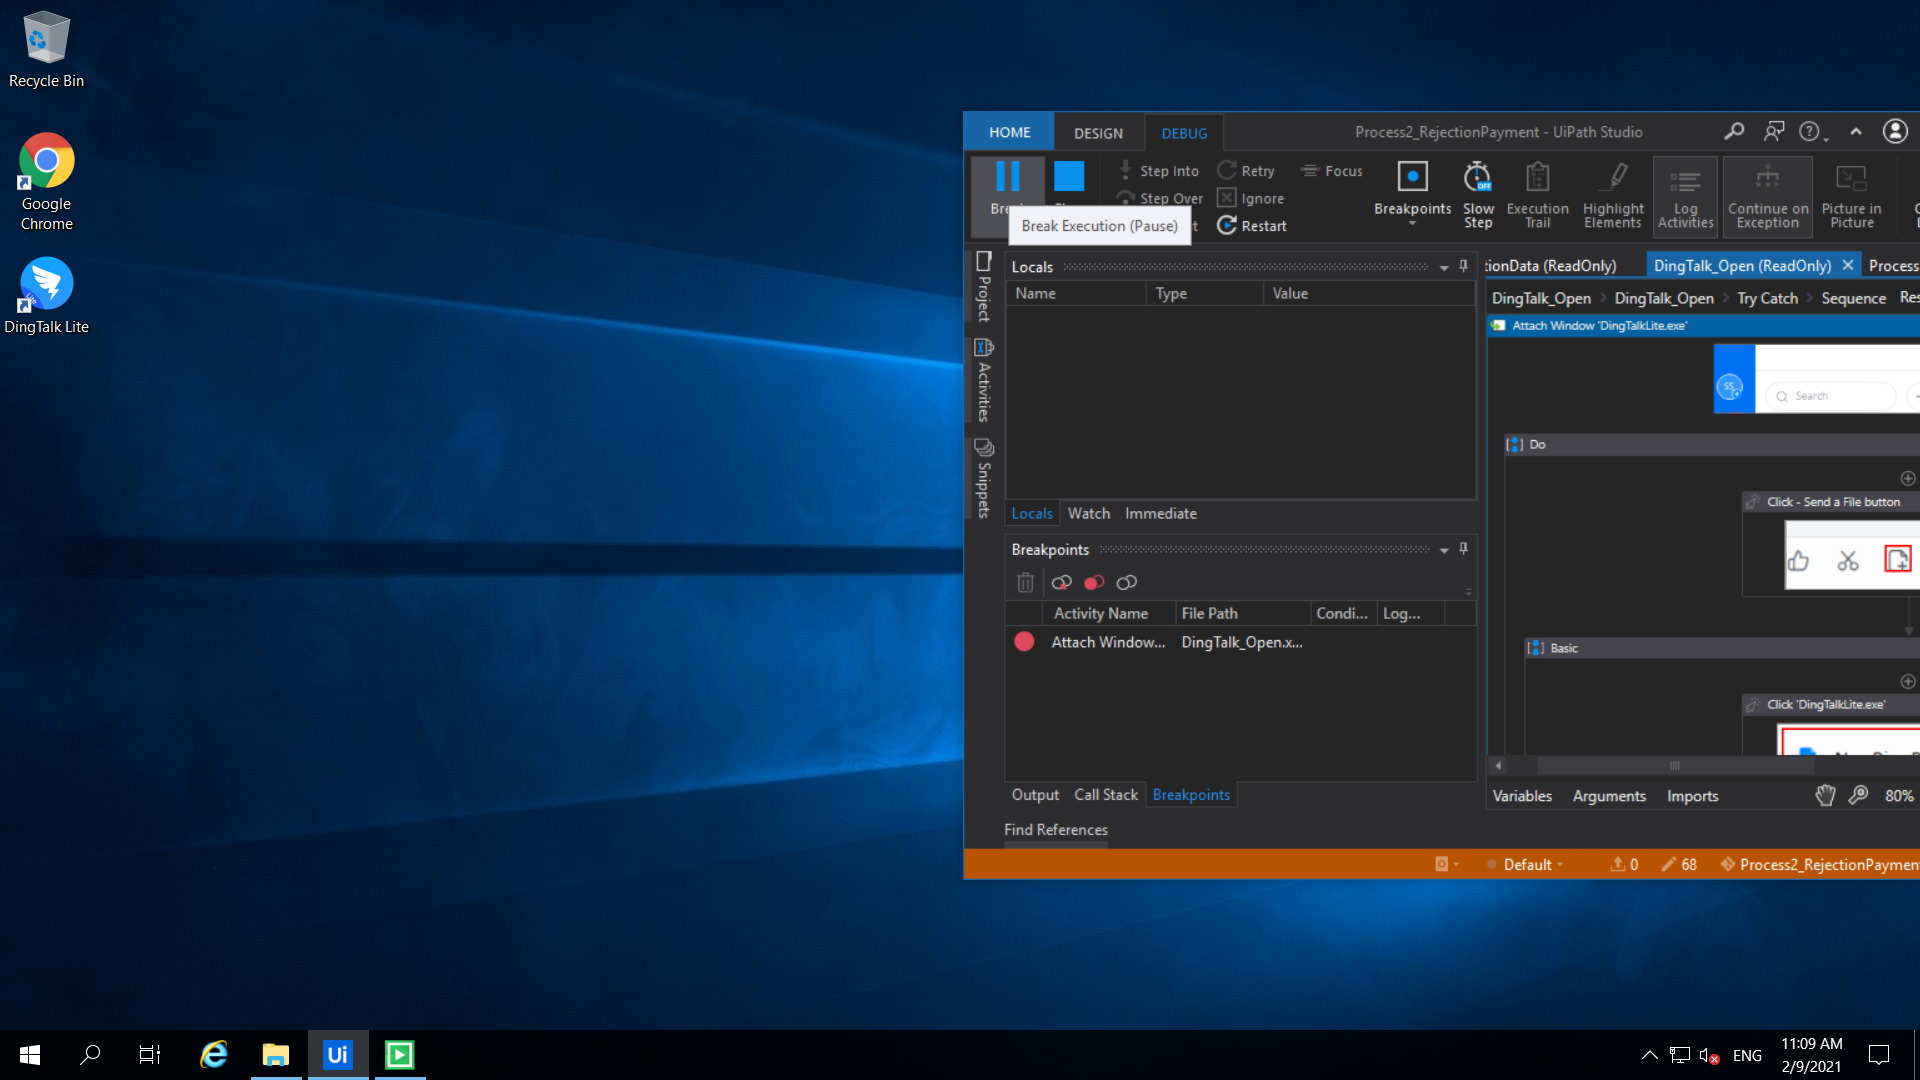 Recycle Bin
Google
Chrome
DingTalk Lite
HOME
DESIGN
DEBUG
Process2_RejectionPayment - UiPath Studio
Step Into
Retry
Focus
Step Over
Ignore
Restart
Break Execution (Pause)
Breakpoints
Slow
Step
Execution
Trail
Highlight
Elements
Log
Activities
Continue on
Exception
Picture in
Picture
Project
Activities
Snippets
Locals
Name Type Value
Locals Watch Immediate
Breakpoints
Activity Name File Path Condi... Log...
Attach Window... DingTalk_Open.x...
Output Call Stack Breakpoints
Find References
tionData (ReadOnly) DingTalk_Open (ReadOnly) Process
DingTalk_Open DingTalk_Open Try Catch Sequence Res
Attach Window 'DingTalkLite.exe'
SS
Search
Do
Click - Send a File button
Basic
Click 'DingTalkLite.exe'
Variables Arguments Imports 80%
Default 0 68 Process2_RejectionPayment
Ui
ENG
11:09 AM
2/9/2021